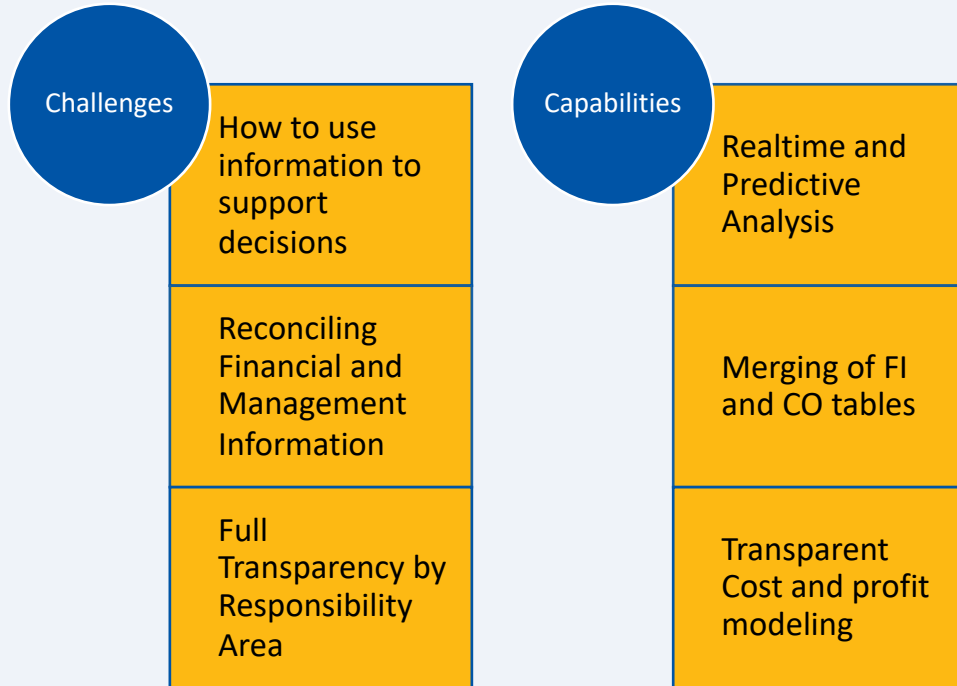 Challenges
How to use
information to
support
decisions
Reconciling
Financial and
Management
Information
Full
Transparency by
Responsibility
Area
Capabilities
Realtime and
Predictive
Analysis
Merging of FI
and CO tables
Transparent
Cost and profit
modeling